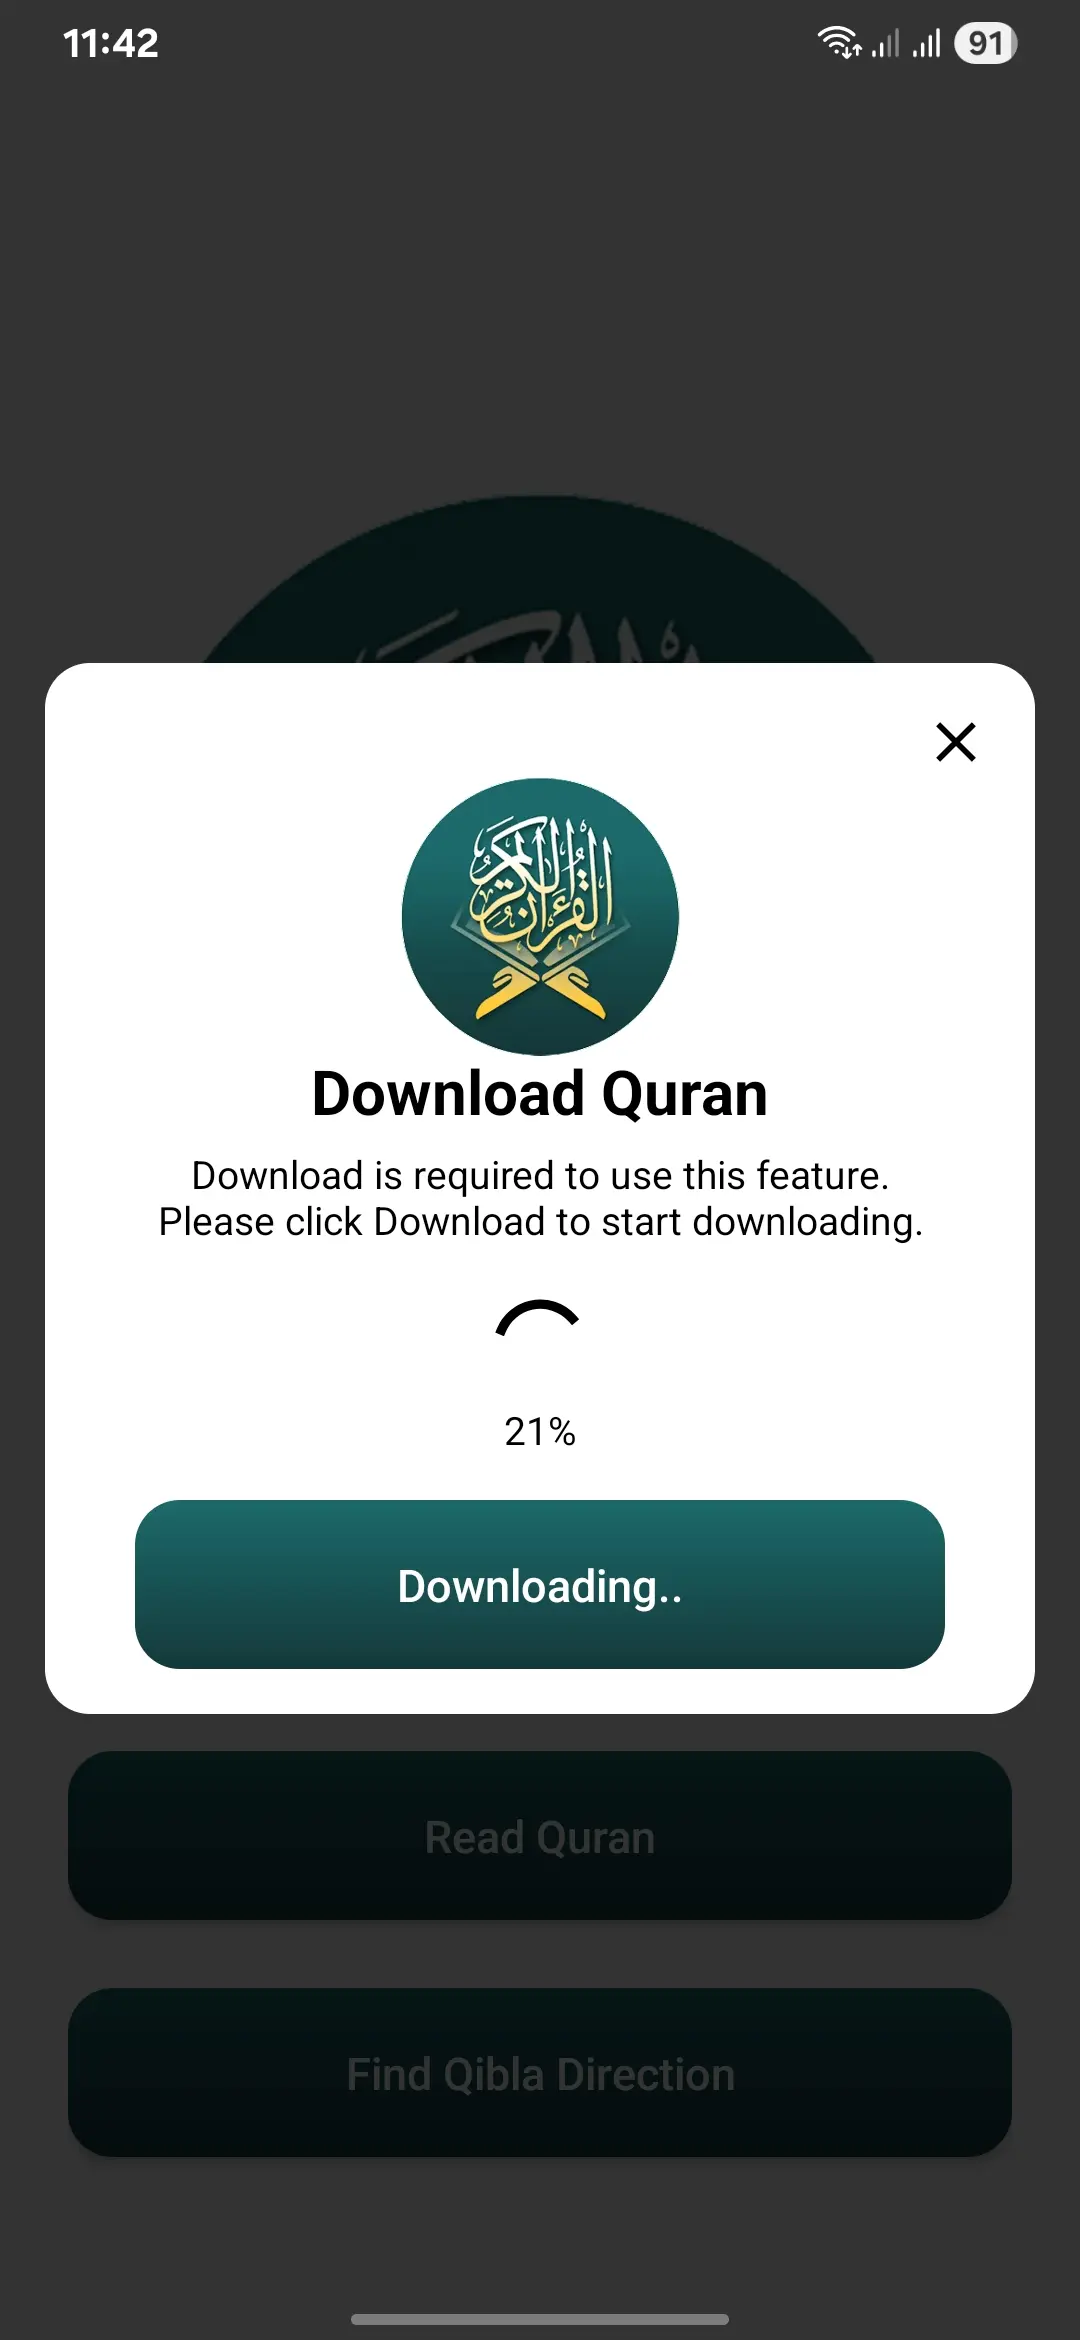 11:42
91
القرآن الكريم
Download Quran
Download is required to use this feature.
Please click Download to start downloading.
21%
Downloading..
Read Quran
Find Qibla Direction